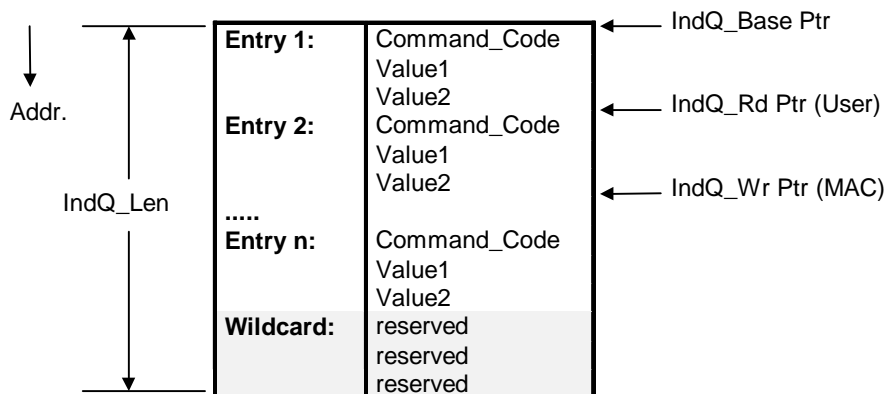 IndQ_Base Ptr
Entry 1: Command_Code
Value1
Value2
Addr.
IndQ_Rd Ptr (User)
Entry 2: Command_Code
Value1
Value2
IndQ_Wr Ptr (MAC)
IndQ_Len
.....
Entry n: Command_Code
Value1
Value2
Wildcard: reserved
reserved
reserved